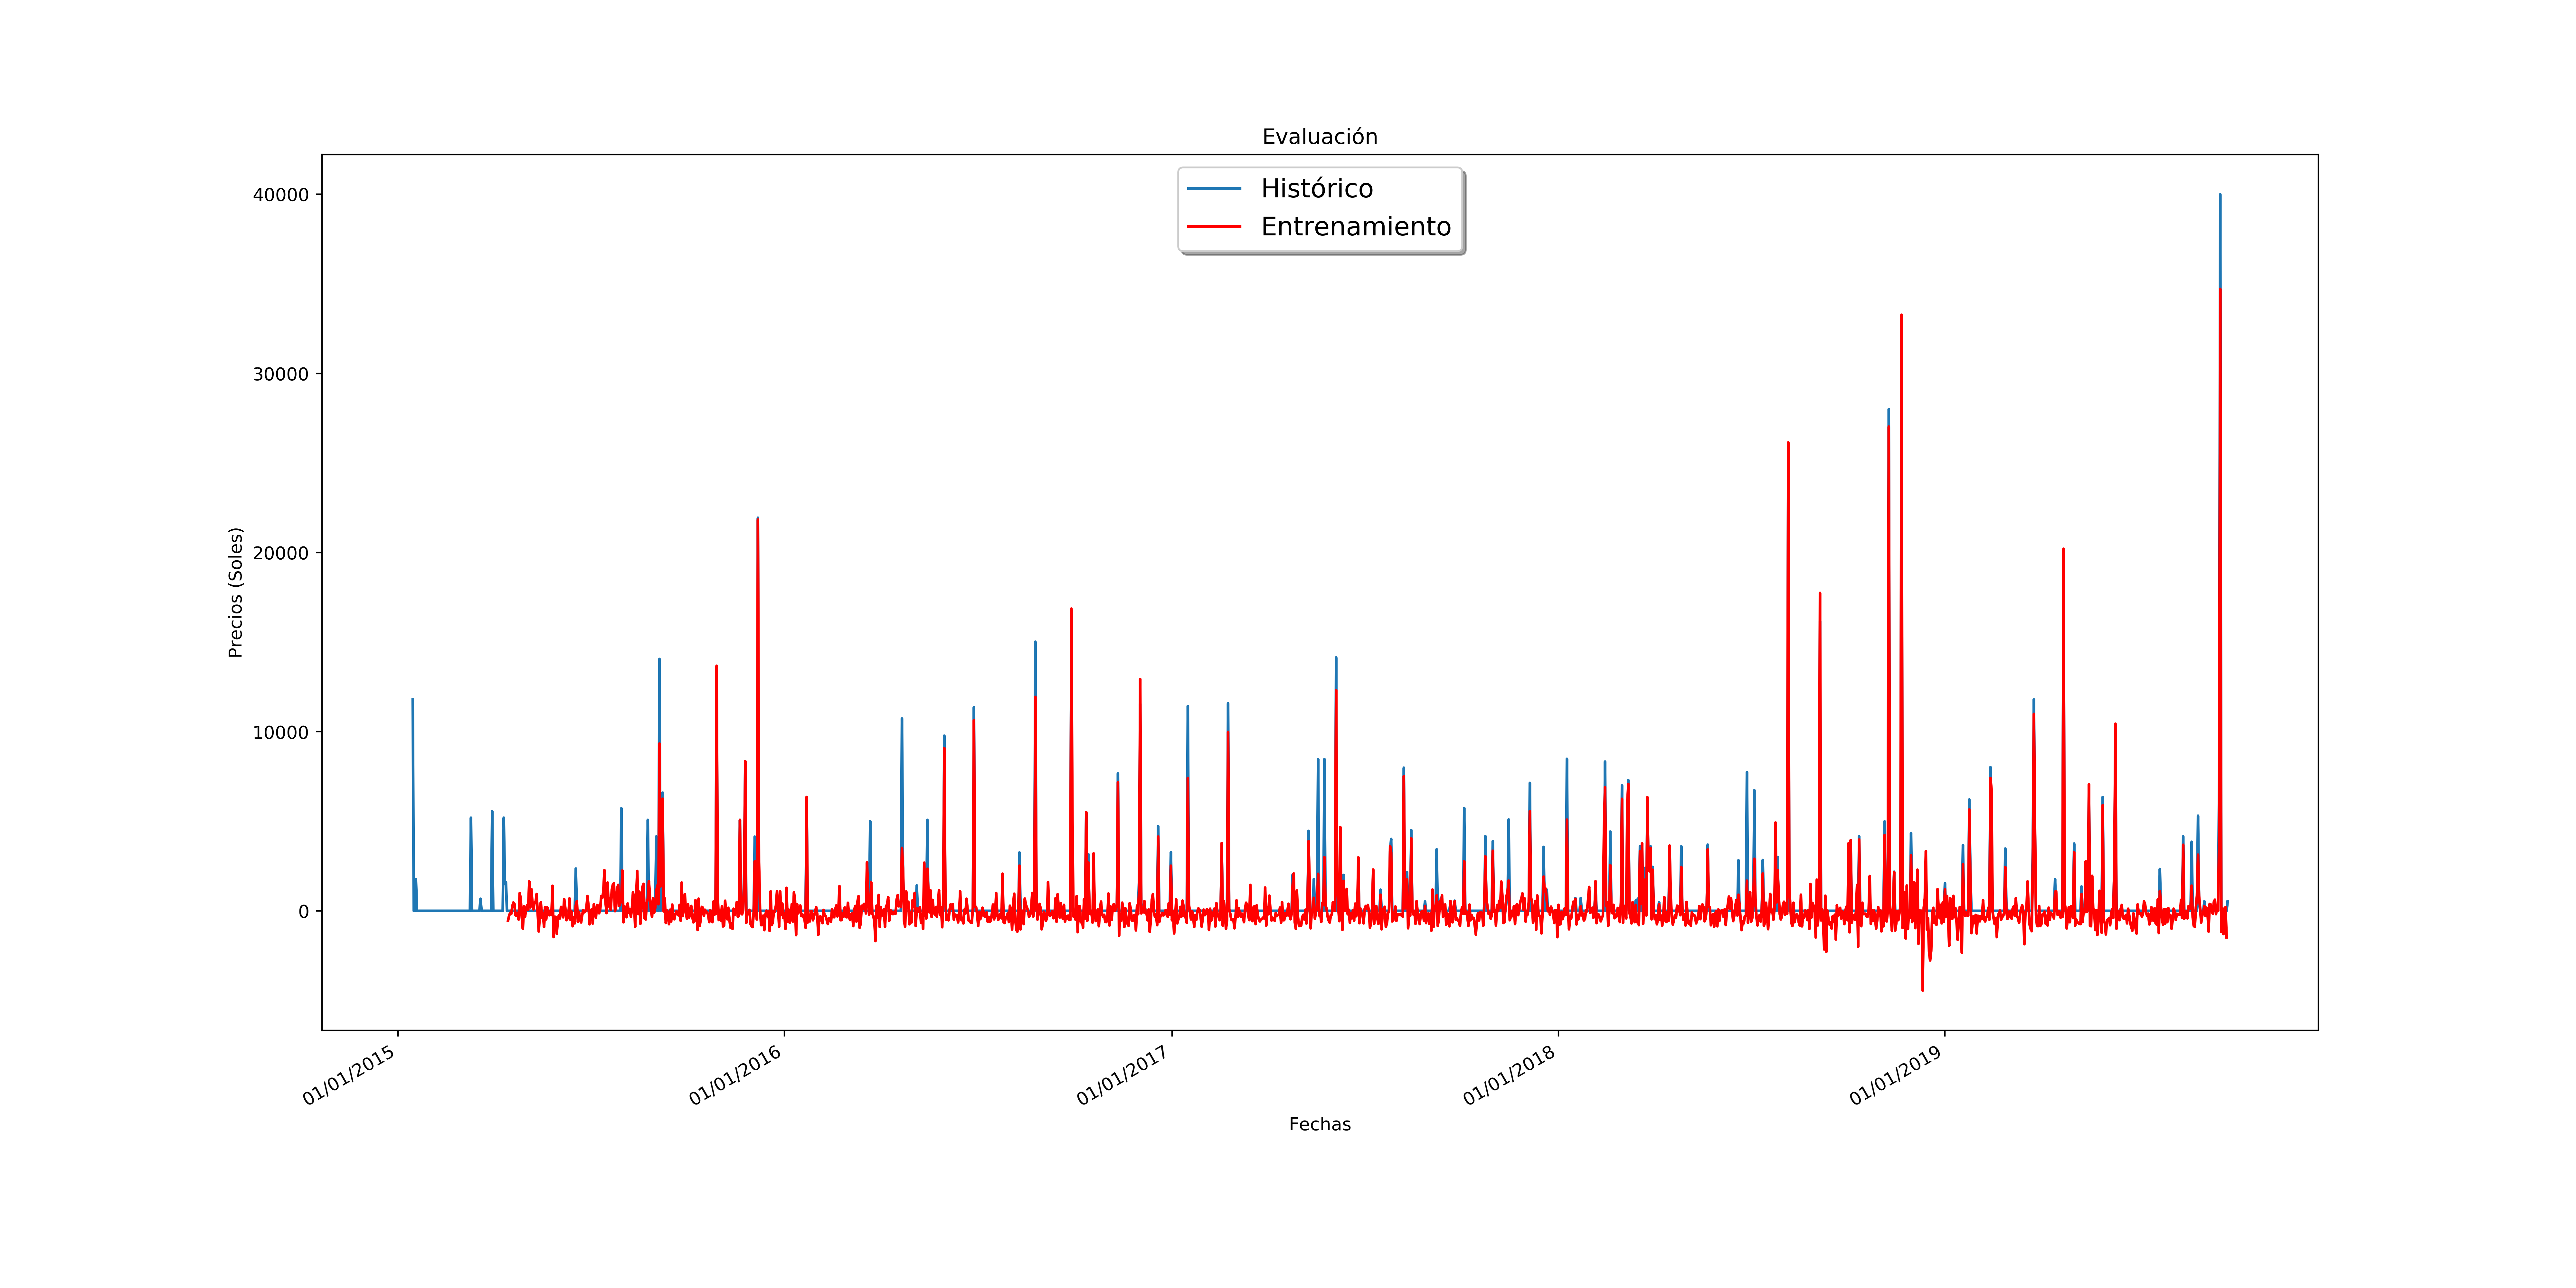 Evaluación
Histórico
Entrenamiento
40000
30000
20000
10000
0
Precios (Soles)
01/01/2015
01/01/2016
01/01/2017
01/01/2018
01/01/2019
Fechas